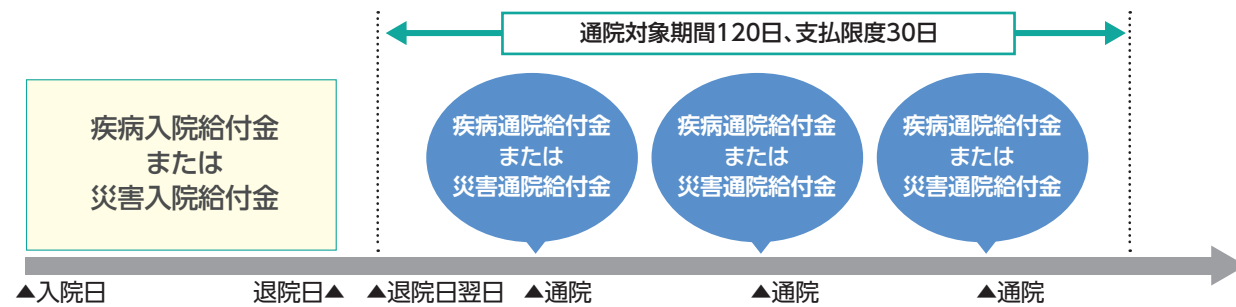 通院対象期間120日、支払限度30日
疾病入院給付金
または
災害入院給付金
疾病通院給付金
または
災害通院給付金
疾病通院給付金
または
災害通院給付金
疾病通院給付金
または
災害通院給付金
▲入院日
退院日▲
▲退院日翌日
▲通院
▲通院
▲通院